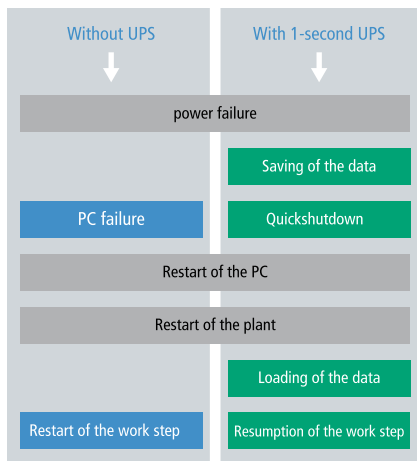 Without UPS
With 1-second UPS
power failure
Saving of the data
PC failure
Quickshutdown
Restart of the PC
Restart of the plant
Loading of the data
Restart of the work step
Resumption of the work step